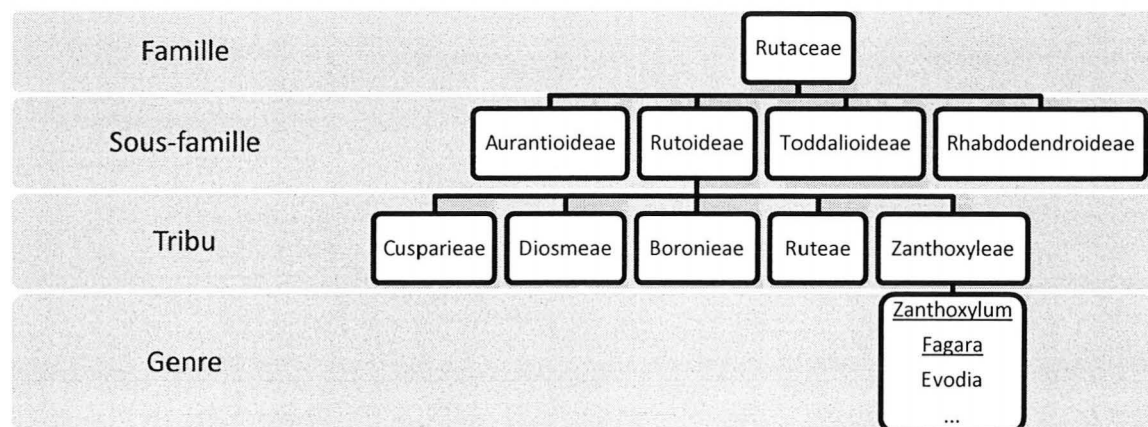 Famille
Rutaceae
Sous-famille
Aurantioideae
Rutoideae
Toddalioideae
Rhabdodendroideae
Tribu
Cusparieae
Diosmeae
Boronieae
Ruteae
Zanthoxyleae
Genre
Zanthoxylum
Fagara
Evodia
...